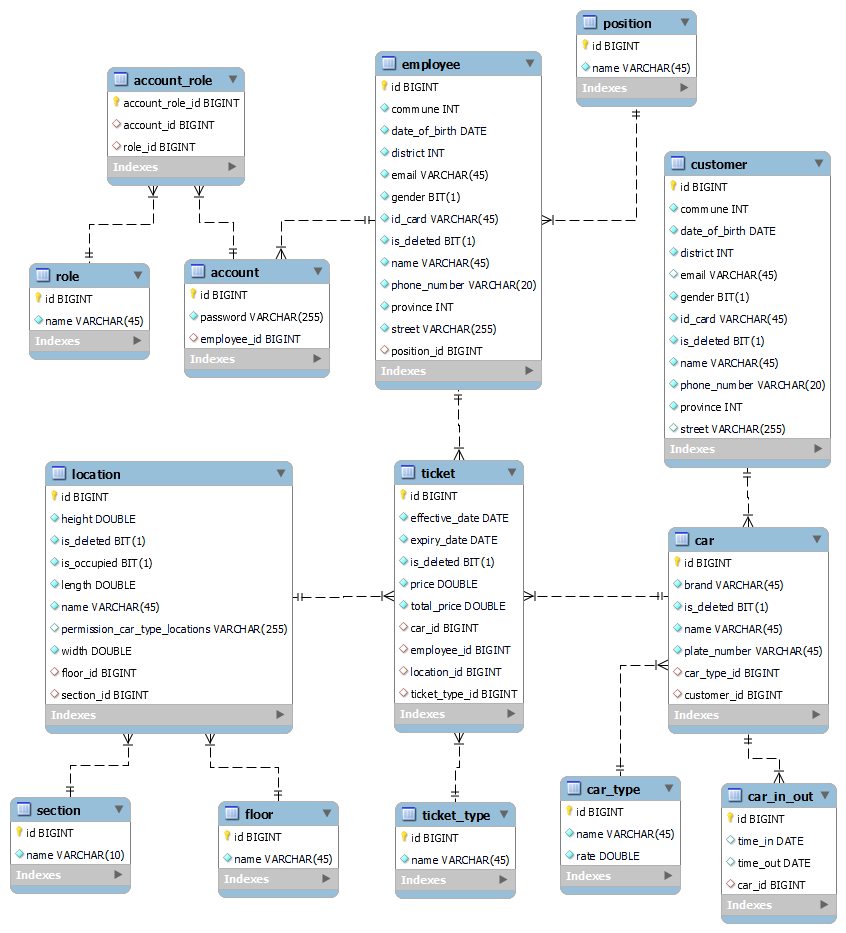 position
id BIGINT
name VARCHAR(45)
Indexes
account_role
account_role_id BIGINT
account_id BIGINT
role_id BIGINT
Indexes
employee
id BIGINT
commune INT
date_of_birth DATE
district INT
email VARCHAR(45)
gender BIT(1)
id_card VARCHAR(45)
is_deleted BIT(1)
name VARCHAR(45)
phone_number VARCHAR(20)
province INT
street VARCHAR(255)
position_id BIGINT
Indexes
customer
id BIGINT
commune INT
date_of_birth DATE
district INT
email VARCHAR(45)
gender BIT(1)
id_card VARCHAR(45)
is_deleted BIT(1)
name VARCHAR(45)
phone_number VARCHAR(20)
province INT
street VARCHAR(255)
Indexes
role
id BIGINT
name VARCHAR(45)
Indexes
account
id BIGINT
password VARCHAR(255)
employee_id BIGINT
Indexes
location
id BIGINT
height DOUBLE
is_deleted BIT(1)
is_occupied BIT(1)
length DOUBLE
name VARCHAR(45)
permission_car_type_locations VARCHAR(255)
width DOUBLE
floor_id BIGINT
section_id BIGINT
Indexes
ticket
id BIGINT
effective_date DATE
expiry_date DATE
is_deleted BIT(1)
price DOUBLE
total_price DOUBLE
car_id BIGINT
employee_id BIGINT
location_id BIGINT
ticket_type_id BIGINT
Indexes
car
id BIGINT
brand VARCHAR(45)
is_deleted BIT(1)
name VARCHAR(45)
plate_number VARCHAR(45)
car_type_id BIGINT
customer_id BIGINT
Indexes
section
id BIGINT
name VARCHAR(10)
Indexes
floor
id BIGINT
name VARCHAR(45)
Indexes
ticket_type
id BIGINT
name VARCHAR(45)
Indexes
car_type
id BIGINT
name VARCHAR(45)
rate DOUBLE
Indexes
car_in_out
id BIGINT
time_in DATE
time_out DATE
car_id BIGINT
Indexes